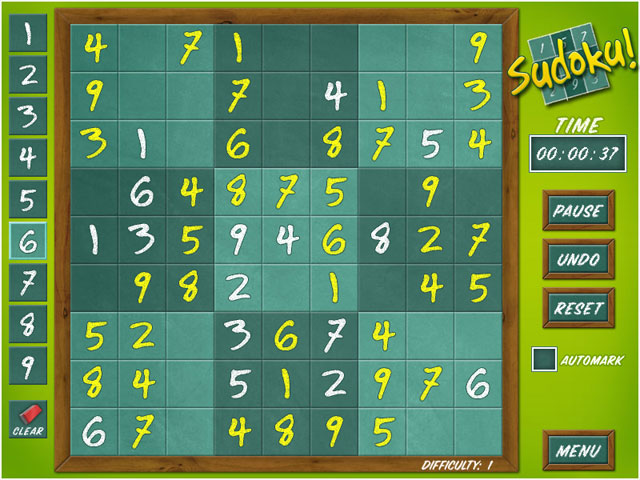 1
2
3
4
5
6
7
8
9
CLEAR
4 7 1 9
9 7 4 1 3
3 1 6 8 7 5 4
6 4 8 7 5 9
1 3 5 9 4 6 8 2 7
9 8 2 1 4 5
5 2 3 6 7 4
8 4 5 1 2 9 7 6
6 7 4 8 9 5
DIFFICULTY: 1
Sudoku!
TIME
00:00:37
PAUSE
UNDO
RESET
AUTOMARK
MENU